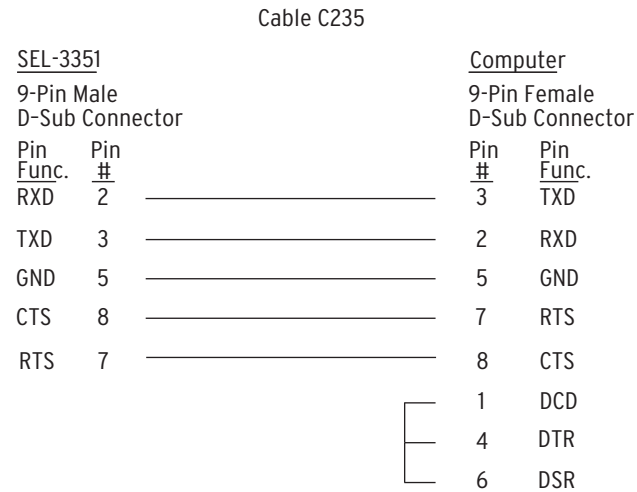 Cable C235
SEL-3351 Computer
9-Pin Male 9-Pin Female
D-Sub Connector D-Sub Connector
Pin Pin Pin Pin
Func. # # Func.
RXD 2 3 TXD
TXD 3 2 RXD
GND 5 5 GND
CTS 8 7 RTS
RTS 7 8 CTS
1 DCD
4 DTR
6 DSR